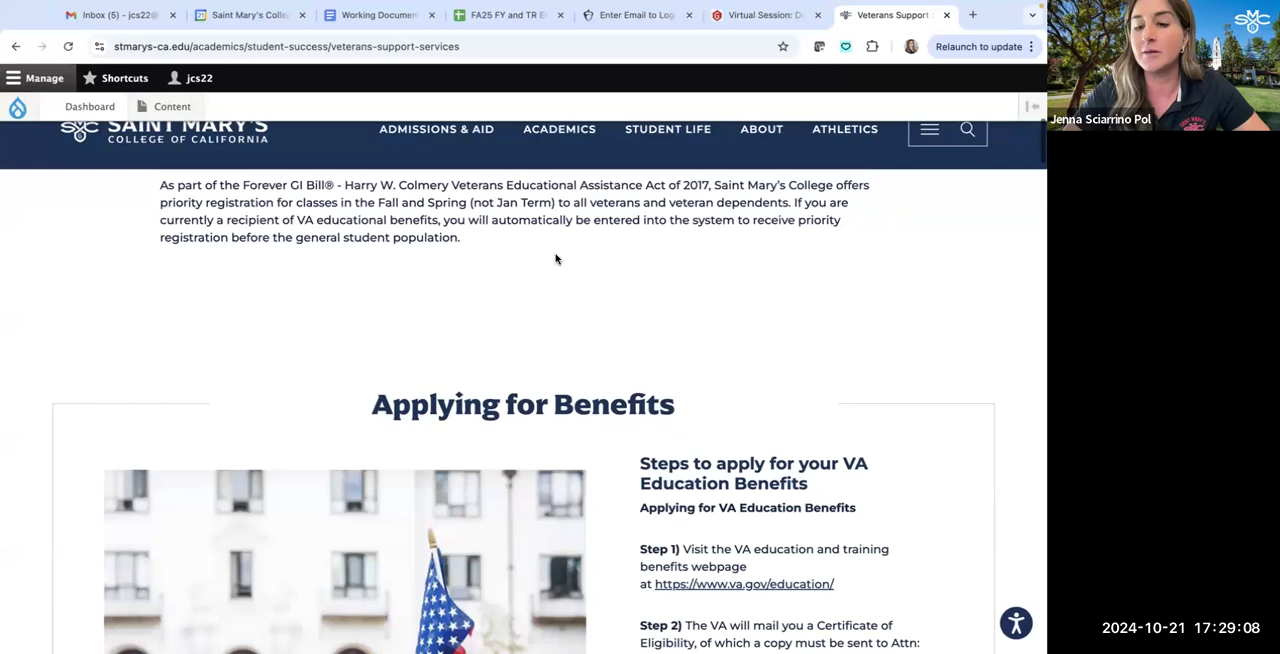 Inbox (5) - jcs22@
Saint Mary's Colle
Working Documen
FA25 FY and TR E
Enter Email to Log
Virtual Session: D
Veterans Support
stmarys-ca.edu/academics/student-success/veterans-support-services
Relaunch to update
Manage
Shortcuts
jcs22
Dashboard
Content
SAINT MARY'S
COLLEGE OF CALIFORNIA
ADMISSIONS & AID
ACADEMICS
STUDENT LIFE
ABOUT
ATHLETICS
Jenna Sciarrino Pol
As part of the Forever GI Bill® - Harry W. Colmery Veterans Educational Assistance Act of 2017, Saint Mary's College offers
priority registration for classes in the Fall and Spring (not Jan Term) to all veterans and veteran dependents. If you are
currently a recipient of VA educational benefits, you will automatically be entered into the system to receive priority
registration before the general student population.
Applying for Benefits
Steps to apply for your VA
Education Benefits
Applying for VA Education Benefits
Step 1) Visit the VA education and training
benefits webpage
at https://www.va.gov/education/
Step 2) The VA will mail you a Certificate of
Eligibility, of which a copy must be sent to Attn:
2024-10-21 17:29:08